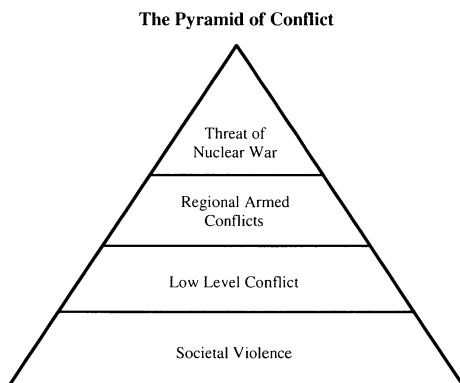 The Pyramid of Conflict
Threat of
Nuclear War
Regional Armed
Conflicts
Low Level Conflict
Societal Violence